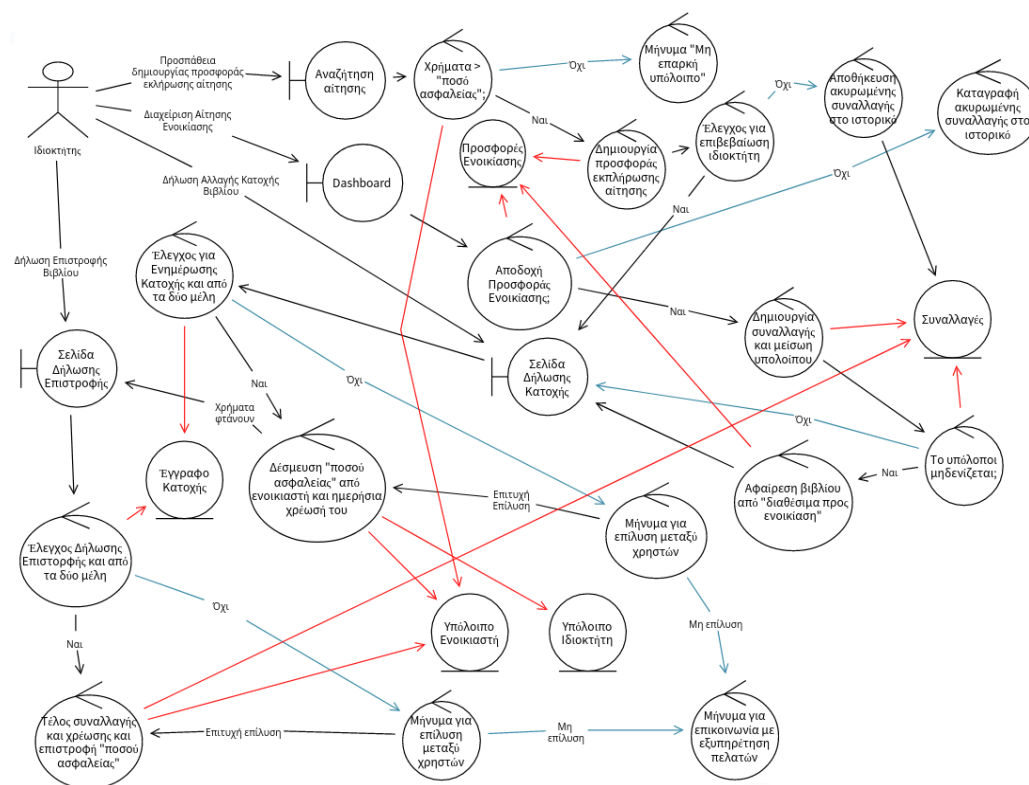 Προσπάθεια
δημιουργίας προσφοράς
εκλήρωσης αίτησης
Αναζήτηση
αίτησης
Χρήματα >
"ποσό
ασφαλείας";
Όχι
Μήνυμα "Μη
επαρκή
υπόλοιπο"
Όχι
Αποθήκευση
ακυρωμένης
συναλλαγής
στο ιστορικό
Καταγραφή
ακυρωμένης
συναλλαγής στο
ιστορικό
Ιδιοκτήτης
Διαχείριση Αίτησης
Ενοικίασης
Ναι
Προσφορές
Ενοικίασης
Δημιουργία
προσφοράς
εκπλήρωσης
αίτησης
Έλεγχος για
επιβεβαίωση
ιδιοκτήτη
Όχι
Δήλωση Αλλαγής Κατοχής
Βιβλίου
Dashboard
Ναι
Δήλωση Επιστροφής
Βιβλίου
Έλεγχος για
Ενημέρωσης
Κατοχής και από
τα δύο μέλη
Αποδοχή
Προσφοράς
Ενοικίασης;
Ναι
Δημιουργία
συναλλαγής
και μείωση
υπολοίπου
Συναλλαγές
Σελίδα
Δήλωσης
Επιστροφής
Ναι
Όχι
Σελίδα
Δήλωσης
Κατοχής
Χρήματα
φτάνουν
Όχι
Έγγραφο
Κατοχής
Δέσμευση "ποσού
ασφαλείας" από
ενοικιαστή και ημερήσια
χρέωσή του
Επιτυχή
Επίλυση
Μήνυμα για
επίλυση μεταξύ
χρηστών
Αφαίρεση βιβλίου
από "διαθέσιμα προς
ενοικίαση"
Ναι
Το υπόλοποι
μηδενίζεται;
Έλεγχος Δήλωσης
Επιστορφής και από
τα δύο μέλη
Όχι
Ναι
Υπόλοιπο
Ενοικιαστή
Υπόλοιπο
Ιδιοκτήτη
Μη επίλυση
Τέλος συναλλαγής
και χρέωσης και
επιστροφή "ποσού
ασφαλείας"
Επιτυχή επίλυση
Μήνυμα για
επίλυση
μεταξύ
χρηστών
Μη
επίλυση
Μήνυμα για
επικοινωνία με
εξυπηρέτηση
πελατών